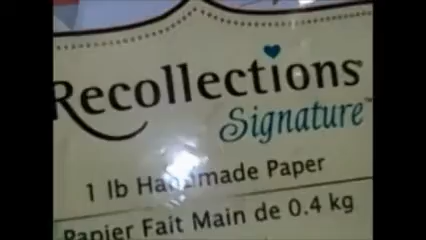 Recollections
Signature™
1 lb Handmade Paper
Papier Fait Main de 0.4 kg